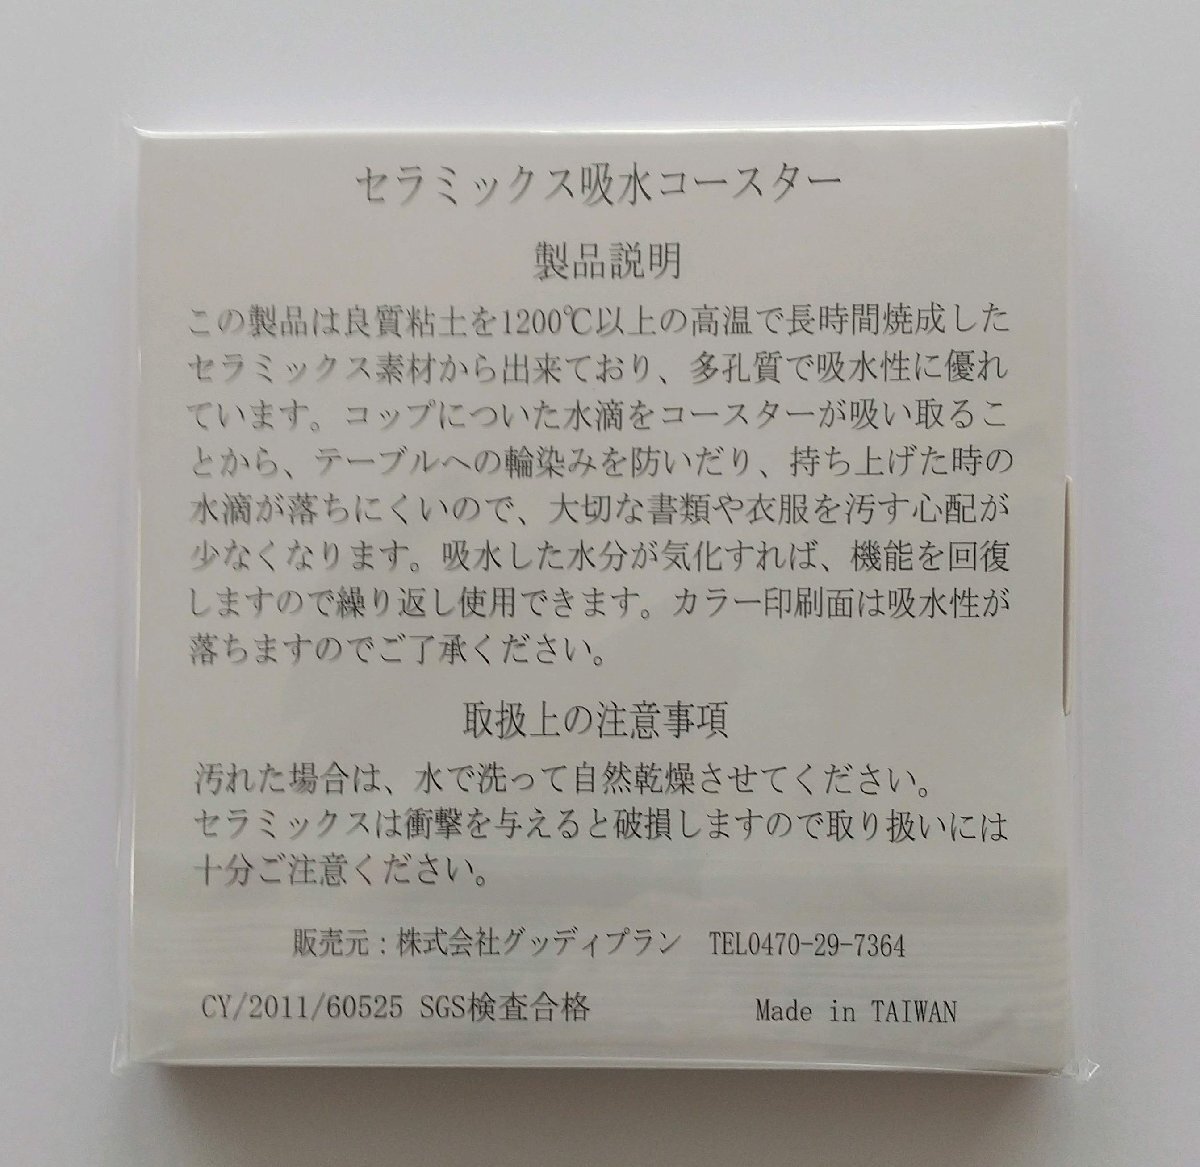 セラミックス吸水コースター
製品説明
この製品は良質粘土を1200℃以上の高温で長時間焼成した
セラミックス素材から出来ており、多孔質で吸水性に優れ
ています。コップについた水滴をコースターが吸い取るこ
とから、テーブルへの輪染みを防いだり、持ち上げた時の
水滴が落ちにくいので、大切な書類や衣服を汚す心配が
少なくなります。吸水した水分が気化すれば、機能を回復
しますので繰り返し使用できます。カラー印刷面は吸水性が
落ちますのでご了承ください。
取扱上の注意事項
汚れた場合は、水で洗って自然乾燥させてください。
セラミックスは衝撃を与えると破損しますので取り扱いには
十分ご注意ください。
販売元：株式会社グッディプラン TEL0470-29-7364
CY/2011/60525 SGS検査合格 Made in TAIWAN